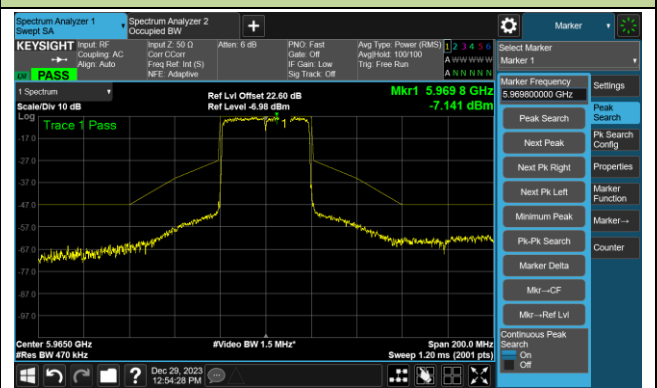 Spectrum Analyzer 1
Swept SA
Spectrum Analyzer 2
Occupied BW
Marker
KEYSIGHT
Input: RF
Coupling: AC
Align: Auto
Input Z: 50 Ω
Corr CCorr
Freq Ref: Int (S)
NFE: Adaptive
Atten: 6 dB
PNO: Fast
Gate: Off
IF Gain: Low
Sig Track: Off
Avg Type: Power (RMS)
Avg|Hold: 100/100
Trig: Free Run
1 2 3 4 5 6
A W W W W W
A N N N N N
LXI
PASS
Select Marker
Marker 1
1 Spectrum
Scale/Div 10 dB
Ref Lvl Offset 22.60 dB
Ref Level -6.98 dBm
Mkr1 5.969 8 GHz
-7.141 dBm
Log
Trace 1 Pass
1
-17.0
-27.0
-37.0
-47.0
-57.0
-67.0
-77.0
-87.0
-97.0
Center 5.9650 GHz
#Res BW 470 kHz
#Video BW 1.5 MHz*
Span 200.0 MHz
Sweep 1.20 ms (2001 pts)
Marker Frequency
5.969800000 GHz
Peak Search
Next Peak
Next Pk Right
Next Pk Left
Minimum Peak
Pk-Pk Search
Marker Delta
Mkr→CF
Mkr→Ref Lvl
Continuous Peak
Search
On
Off
Settings
Peak
Search
Pk Search
Config
Properties
Marker
Function
Marker→
Counter
?
Dec 29, 2023
12:54:28 PM